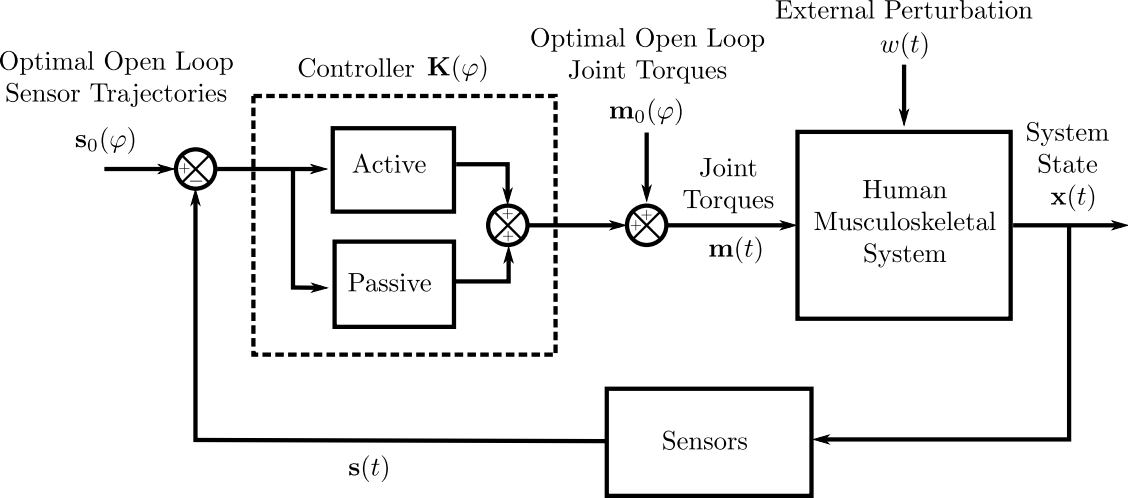 External Perturbation
w(t)
Optimal Open Loop
Joint Torques
m₀(φ)
Optimal Open Loop
Sensor Trajectories
s₀(φ)
Controller K(φ)
+
−
Active
Passive
+
+
+
+
Joint
Torques
m(t)
Human
Musculoskeletal
System
System
State
x(t)
Sensors
s(t)